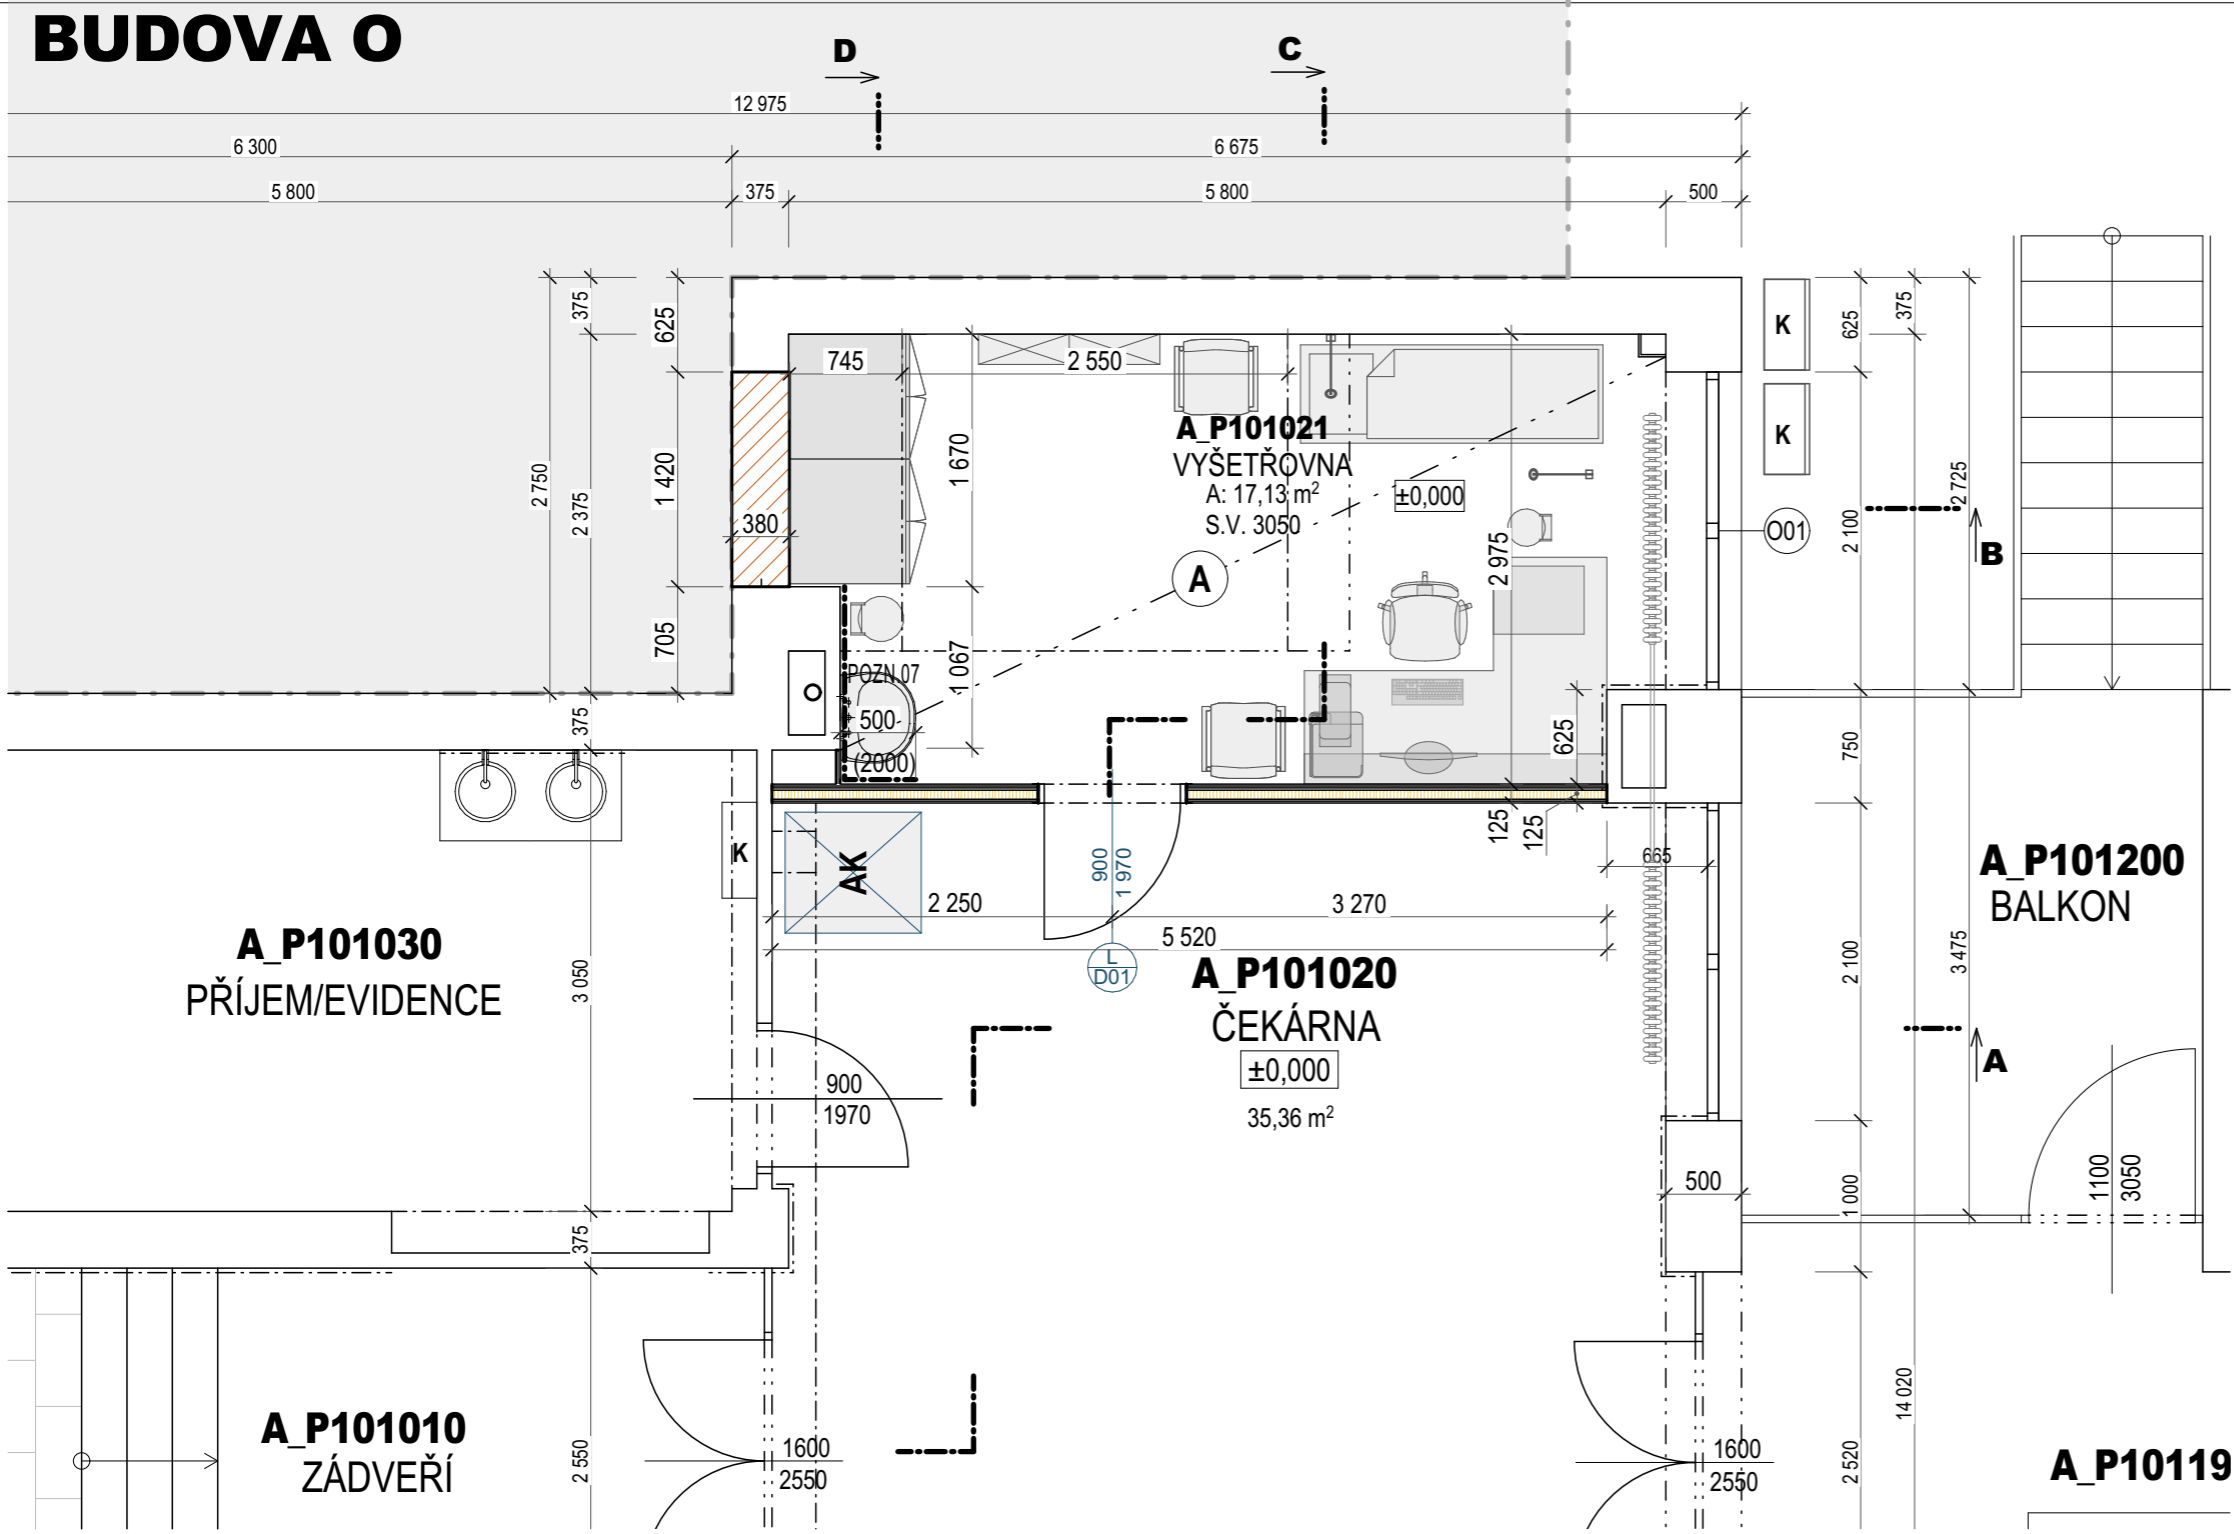 BUDOVA O
D
C
12 975
6 300
6 675
5 800
375
5 800
500
375
625
745
2 550
K
625
375
A_P101021
VYŠETŘOVNA
A: 17,13 m²
S.V. 3050
±0,000
K
2 750
2 375
1 420
380
1 670
2 975
O01
2 100
2 725
B
A
705
1 067
POZN.07
500
(2000)
375
625
750
K
AK
900
1 970
125
125
665
2 250
3 270
5 520
L
D01
A_P101200
BALKON
A_P101030
PŘÍJEM/EVIDENCE
3 050
A_P101020
ČEKÁRNA
±0,000
35,36 m²
2 100
3 475
A
900
1970
500
1 000
1100
3050
375
A_P101010
ZÁDVEŘÍ
2 550
1600
2550
1600
2550
2 520
14 020
A_P10119